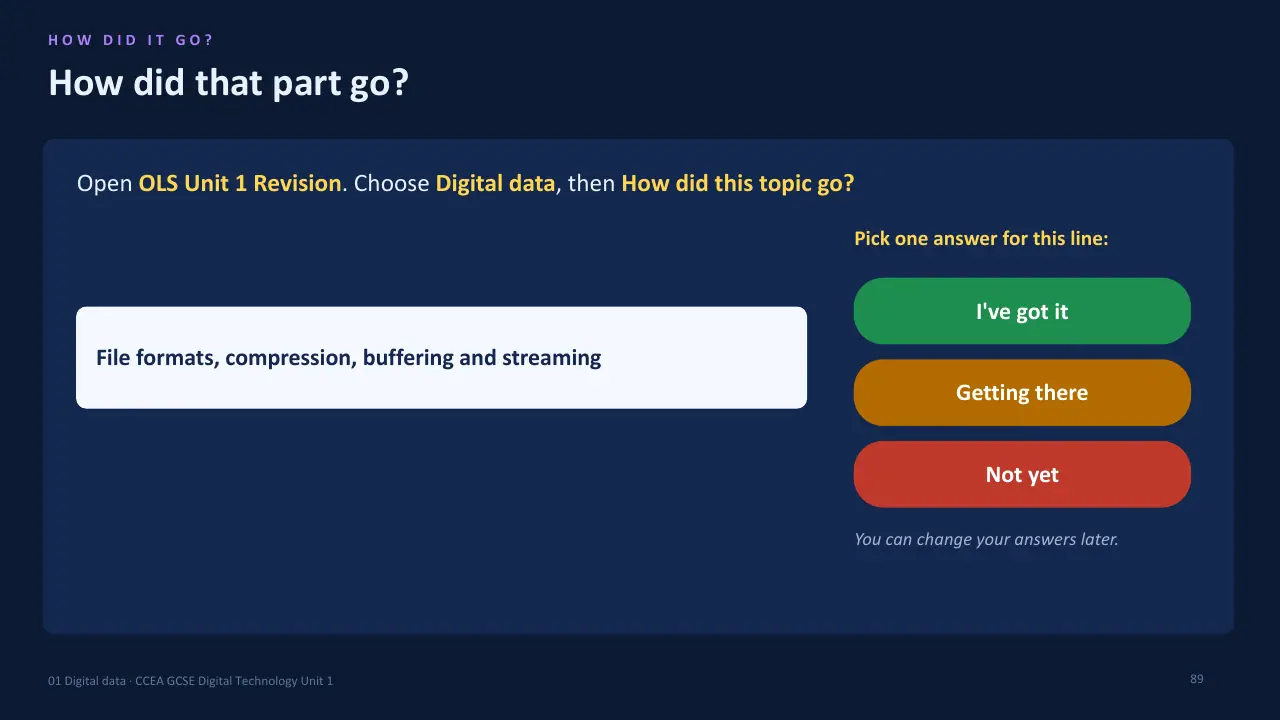 HOW DID IT GO?
How did that part go?
Open OLS Unit 1 Revision. Choose Digital data, then How did this topic go?
Pick one answer for this line:
File formats, compression, buffering and streaming
I've got it
Getting there
Not yet
You can change your answers later.
01 Digital data · CCEA GCSE Digital Technology Unit 1
89